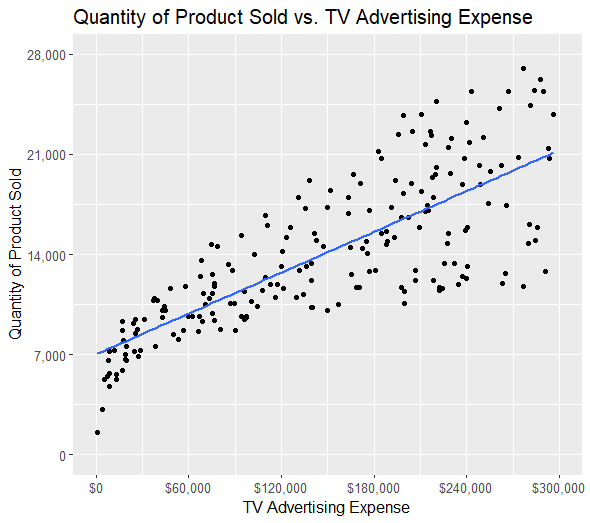 Quantity of Product Sold vs. TV Advertising Expense
Quantity of Product Sold
28,000
21,000
14,000
7,000
0
$0 $60,000 $120,000 $180,000 $240,000 $300,000
TV Advertising Expense